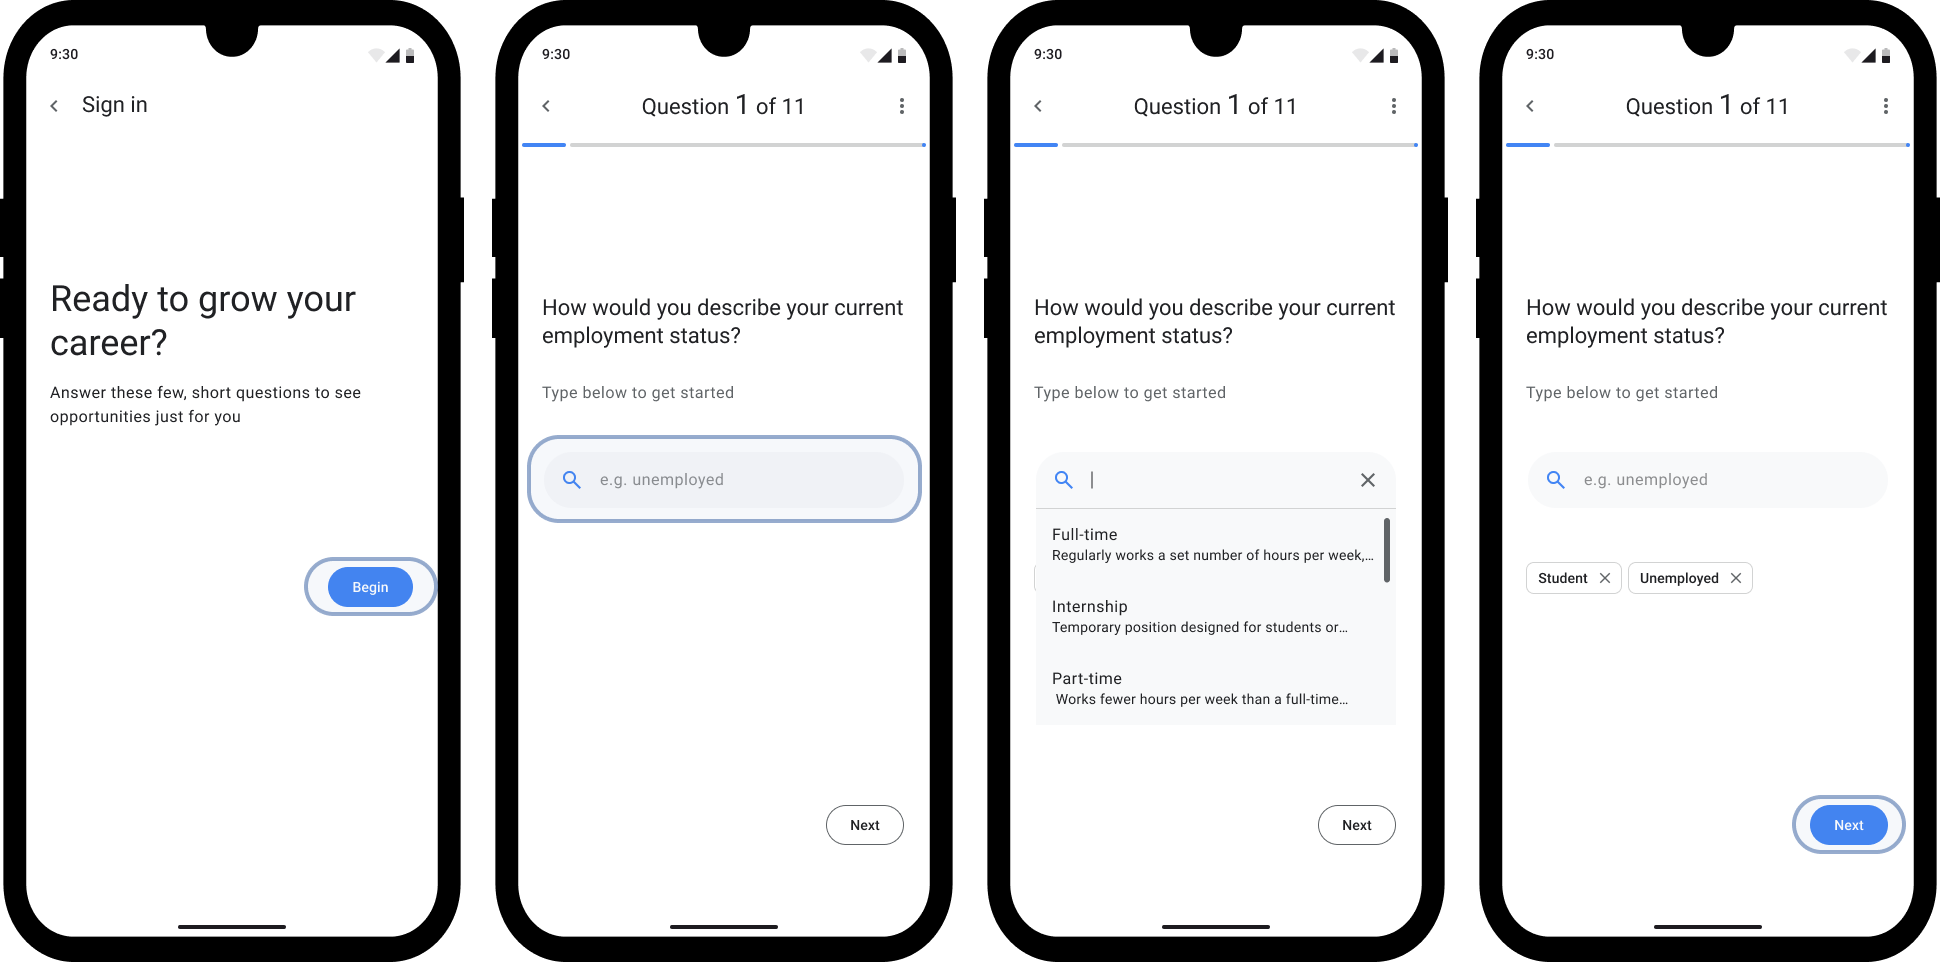 9:30
Sign in
Ready to grow your
career?
Answer these few, short questions to see
opportunities just for you
Begin
9:30
Question 1 of 11
How would you describe your current
employment status?
Type below to get started
e.g. unemployed
Next
9:30
Question 1 of 11
How would you describe your current
employment status?
Type below to get started
Full-time
Regularly works a set number of hours per week,...
Internship
Temporary position designed for students or...
Part-time
Works fewer hours per week than a full-time...
Next
9:30
Question 1 of 11
How would you describe your current
employment status?
Type below to get started
e.g. unemployed
Student Unemployed
Next